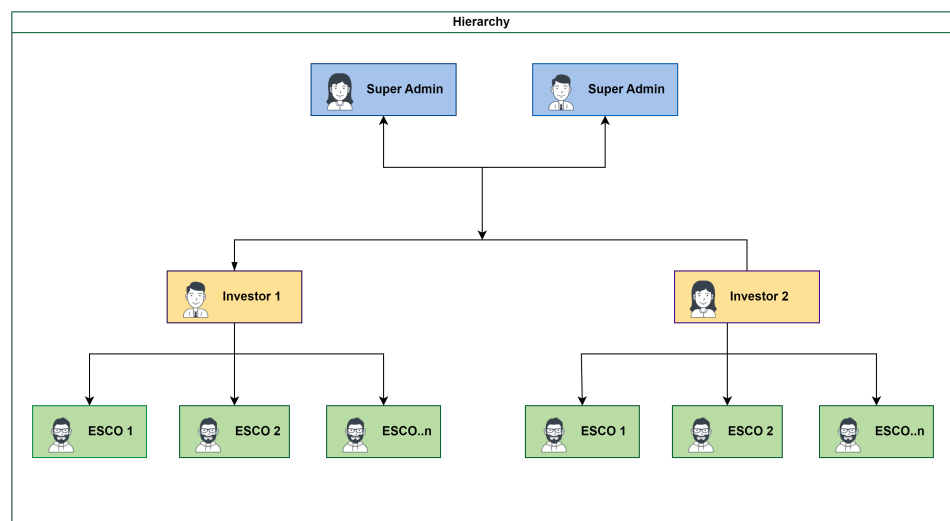 Hierarchy
Super Admin
Super Admin
Investor 1
Investor 2
ESCO 1
ESCO 2
ESCO..n
ESCO 1
ESCO 2
ESCO..n